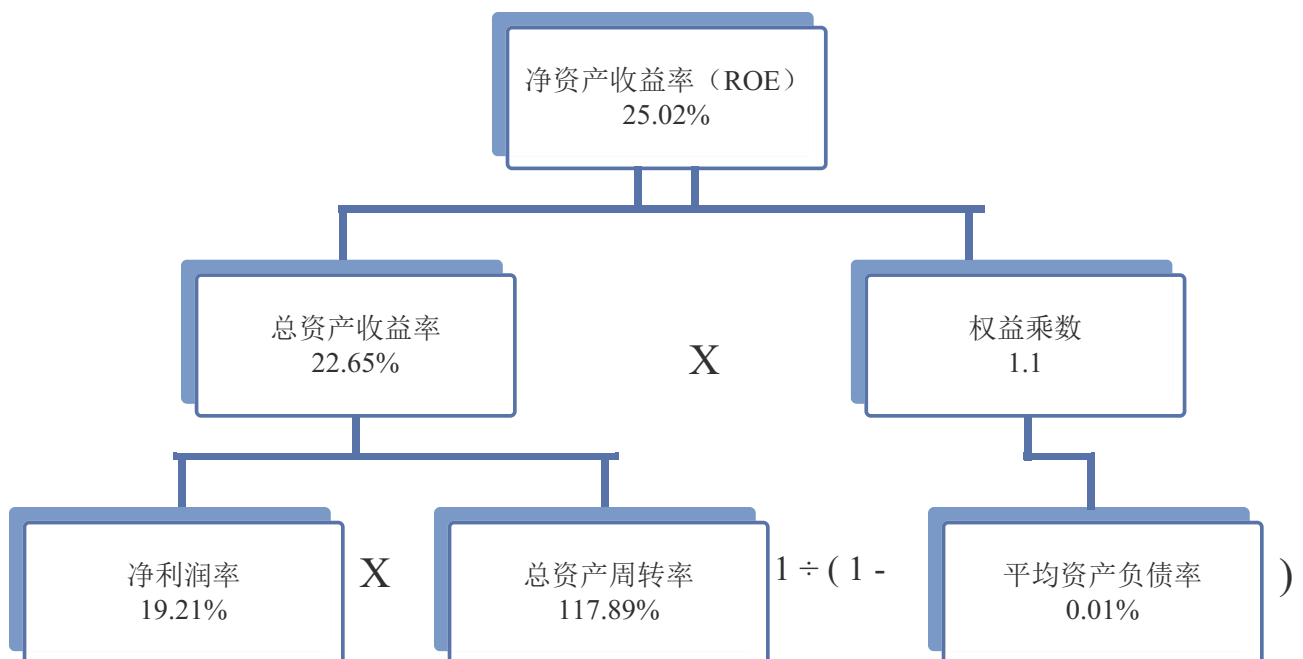 净资产收益率（ROE）
25.02%
总资产收益率
22.65%
X
权益乘数
1.1
净利润率
19.21%
X
总资产周转率
117.89%
1 ÷ ( 1 -
平均资产负债率
0.01%
)